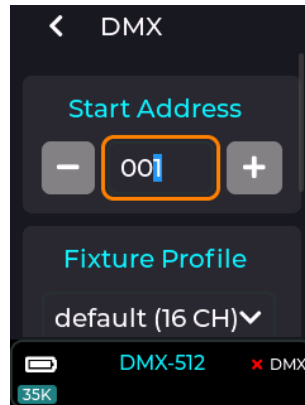 DMX
Start Address
− 001 +
Fixture Profile
default (16 CH)
DMX-512 × DMX
35K